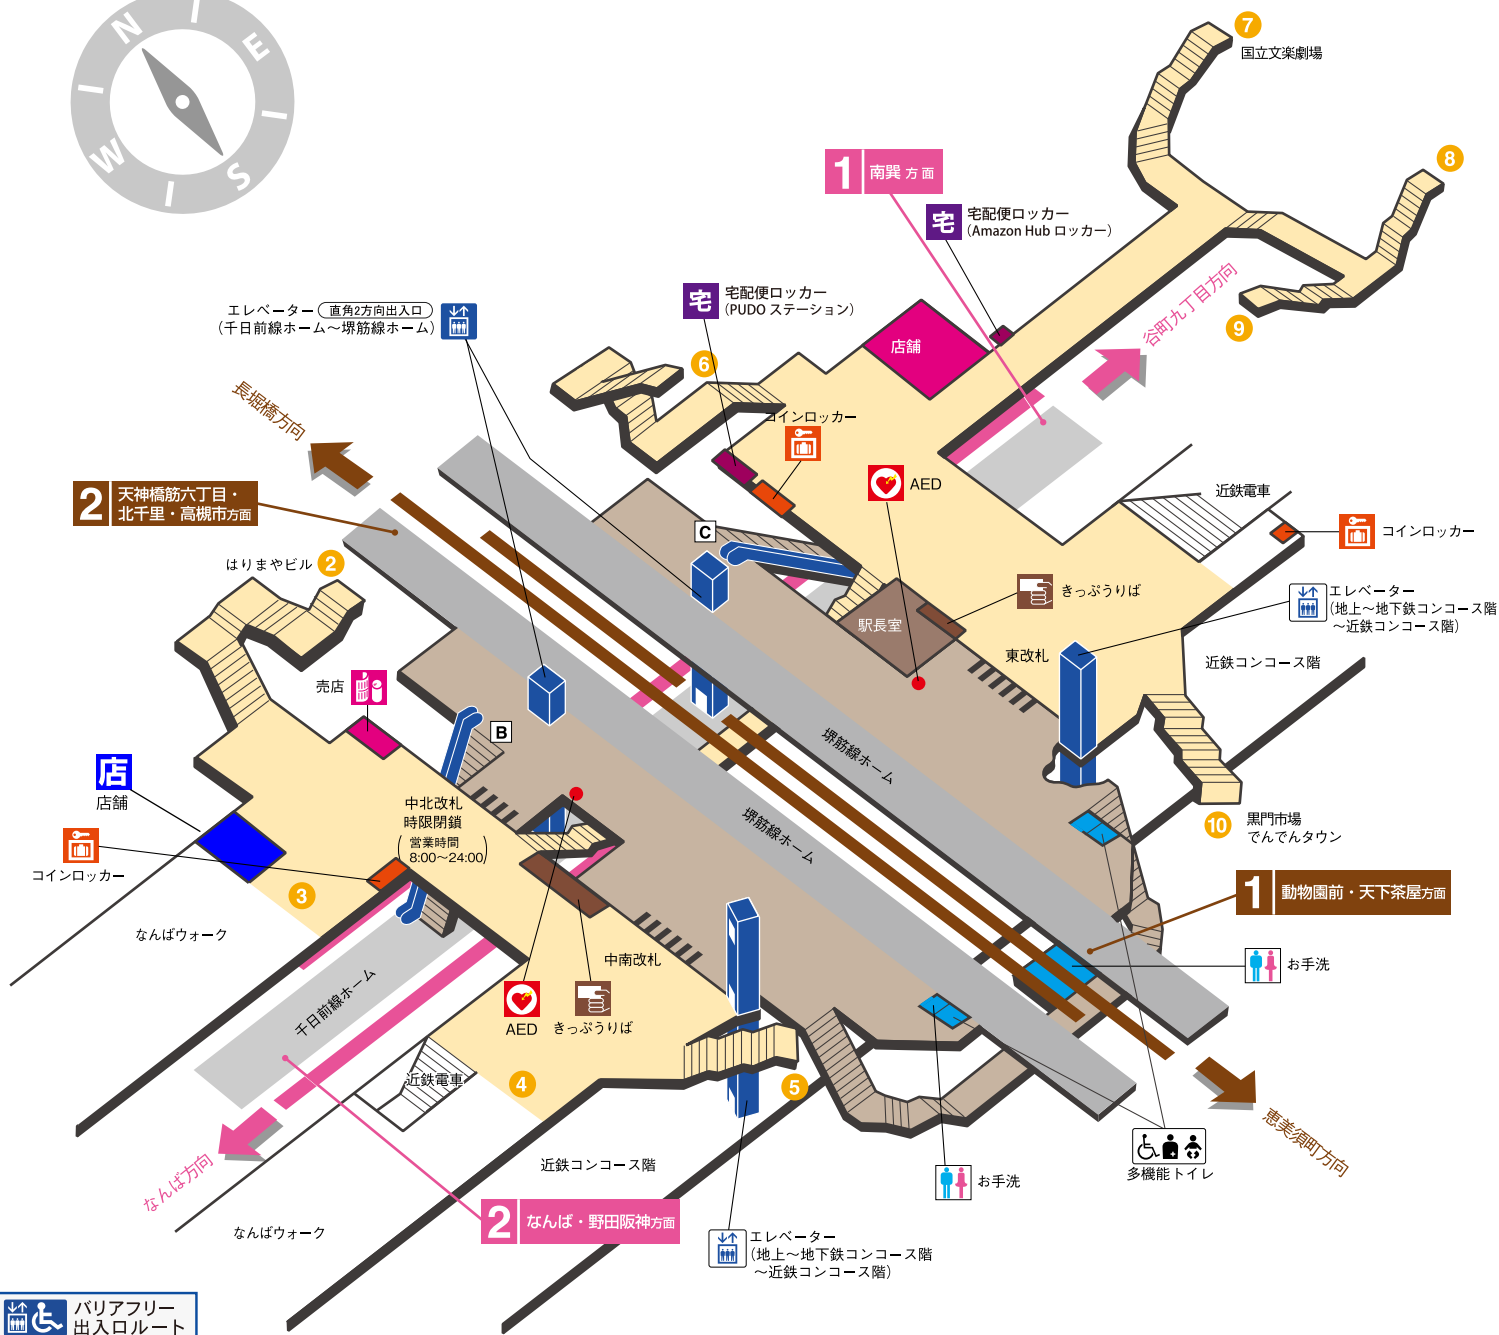 N
E
W
S
7
国立文楽劇場
8
1 南巽 方面
宅 宅配便ロッカー
(Amazon Hub ロッカー)
谷町九丁目方向
9
宅 宅配便ロッカー
(PUDO ステーション)
エレベーター 直角2方向出入口
(千日前線ホーム〜堺筋線ホーム)
店舗
6
長堀橋方向
コインロッカー
AED
近鉄電車
コインロッカー
2 天神橋筋六丁目・
北千里・高槻市方面
C
はりまやビル 2
きっぷうりば
エレベーター
(地上〜地下鉄コンコース階
〜近鉄コンコース階)
駅長室
東改札
近鉄コンコース階
売店
B
堺筋線ホーム
店
店舗
中北改札
時限閉鎖
(営業時間
8:00〜24:00)
堺筋線ホーム
10 黒門市場
でんでんタウン
コインロッカー
3
1 動物園前・天下茶屋方面
なんばウォーク
中南改札
お手洗
千日前線ホーム
AED
きっぷうりば
近鉄電車
4
5
恵美須町方向
なんば方向
近鉄コンコース階
多機能トイレ
お手洗
2 なんば・野田阪神方面
なんばウォーク
エレベーター
(地上〜地下鉄コンコース階
〜近鉄コンコース階)
バリアフリー
出入口ルート